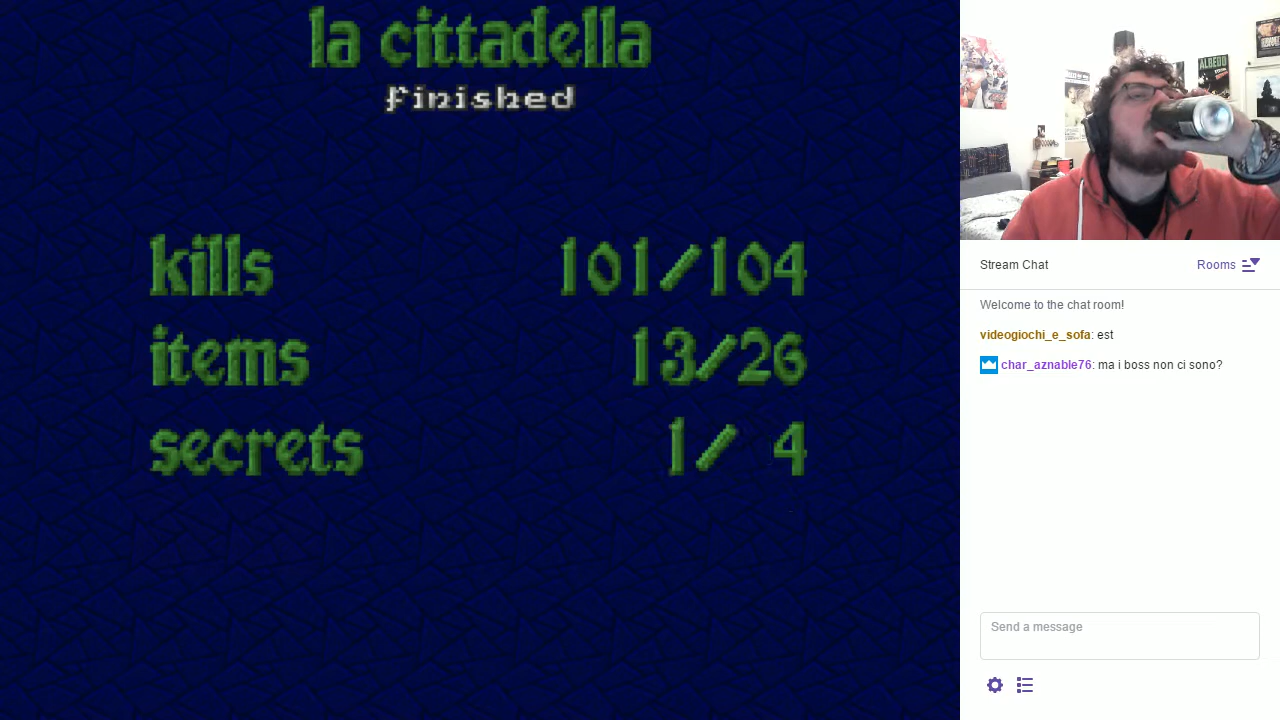 la cittadella
finished
kills 101/104
items 13/26
secrets 1/ 4
ALBEDO
Stream Chat
Rooms
Welcome to the chat room!
videogiochi_e_sofa: est
char_aznable76: ma i boss non ci sono?
Send a message